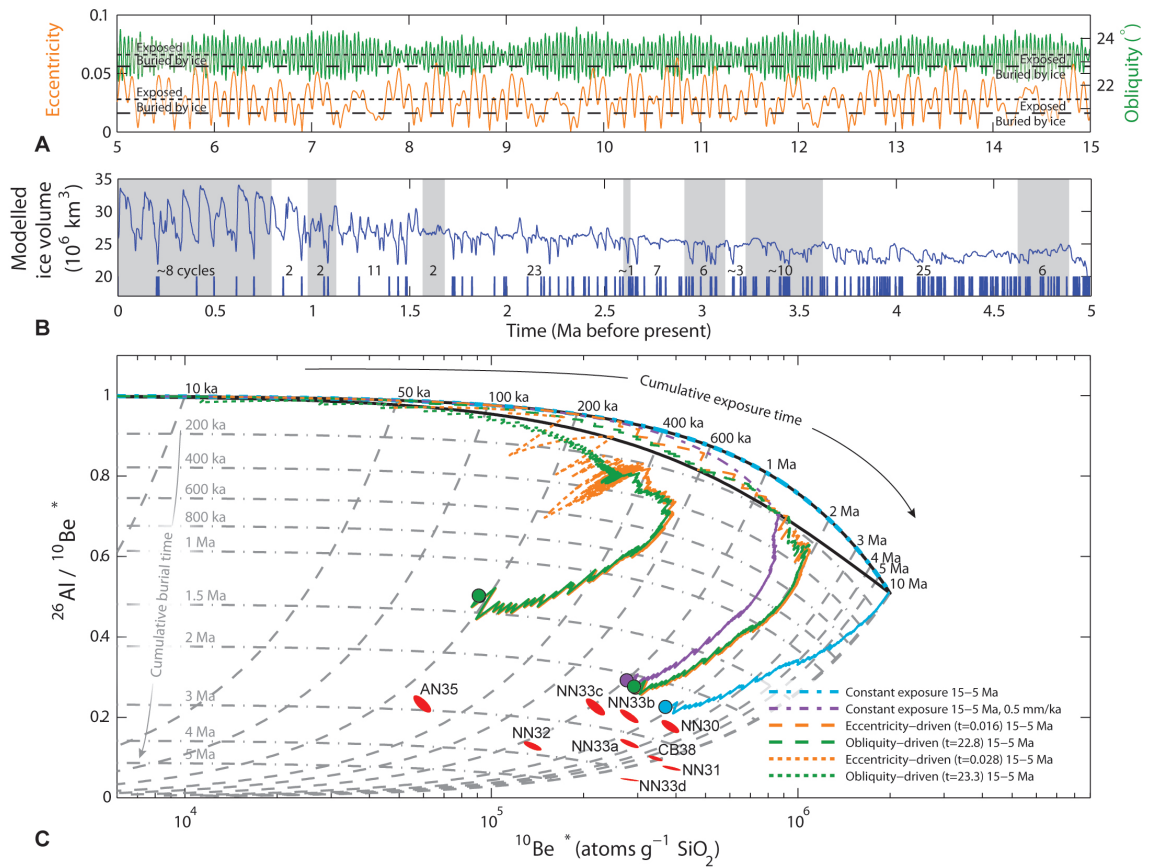 0.1
0.05
0
Eccentricity
Exposed
Buried by ice
Exposed
Buried by ice
Exposed
Buried by ice
Exposed
Buried by ice
24
22
Obliquity (°)
A
5 6 7 8 9 10 11 12 13 14 15
35
30
25
20
Modelled
ice volume
(10⁶ km³)
~8 cycles 2 2 11 2 23 ~1 7 6 ~3 ~10 25 6
0 0.5 1 1.5 2 2.5 3 3.5 4 4.5 5
B
Time (Ma before present)
Cumulative exposure time
10 ka 50 ka 100 ka 200 ka 400 ka 600 ka 1 Ma 2 Ma 3 Ma 4 Ma 5 Ma 10 Ma
200 ka
400 ka
600 ka
800 ka
1 Ma
1.5 Ma
2 Ma
3 Ma
4 Ma
5 Ma
Cumulative burial time
1
0.8
0.6
0.4
0.2
0
²⁶Al / ¹⁰Be *
AN35
NN33c
NN33b
NN30
NN32
NN33a
CB38
NN31
NN33d
Constant exposure 15–5 Ma
Constant exposure 15–5 Ma, 0.5 mm/ka
Eccentricity–driven (t=0.016) 15–5 Ma
Obliquity–driven (t=22.8) 15–5 Ma
Eccentricity–driven (t=0.028) 15–5 Ma
Obliquity–driven (t=23.3) 15–5 Ma
10⁴ 10⁵ 10⁶
C
¹⁰Be * (atoms g⁻¹ SiO₂)